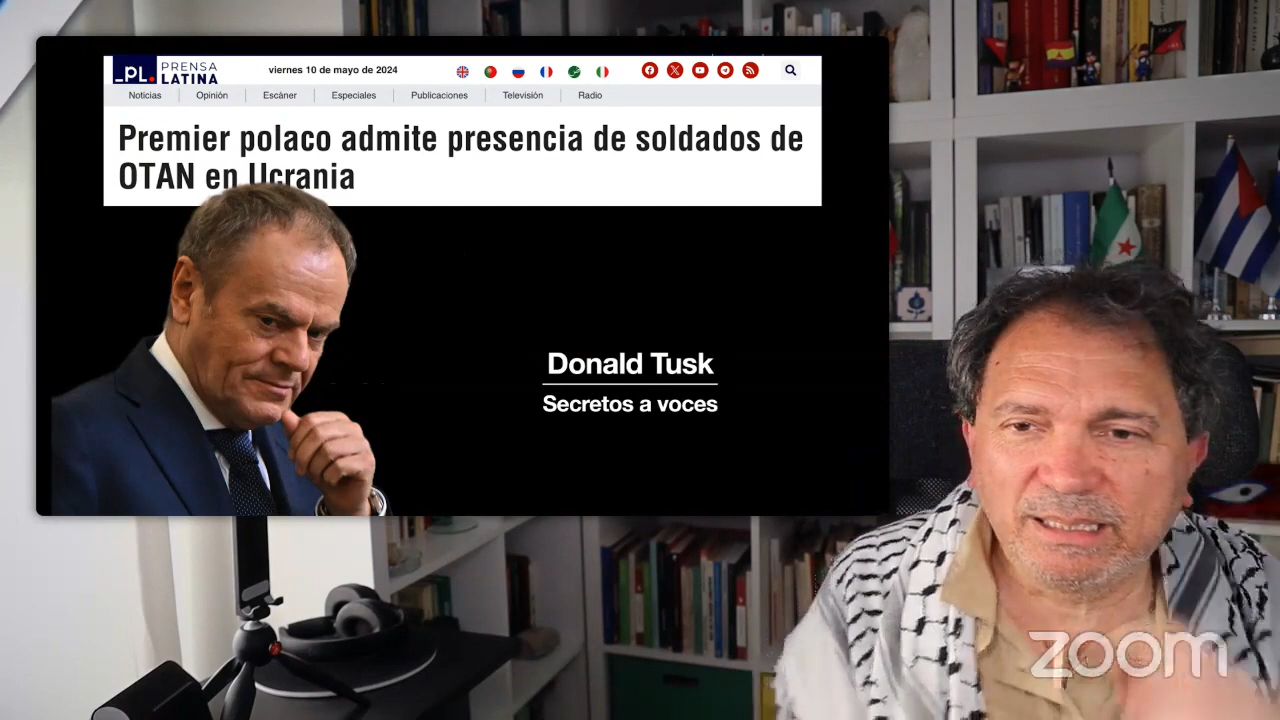 _PL.
PRENSA
LATINA
viernes 10 de mayo de 2024
Noticias
Opinión
Escáner
Especiales
Publicaciones
Televisión
Radio
Premier polaco admite presencia de soldados de
OTAN en Ucrania
Donald Tusk
Secretos a voces
zoom